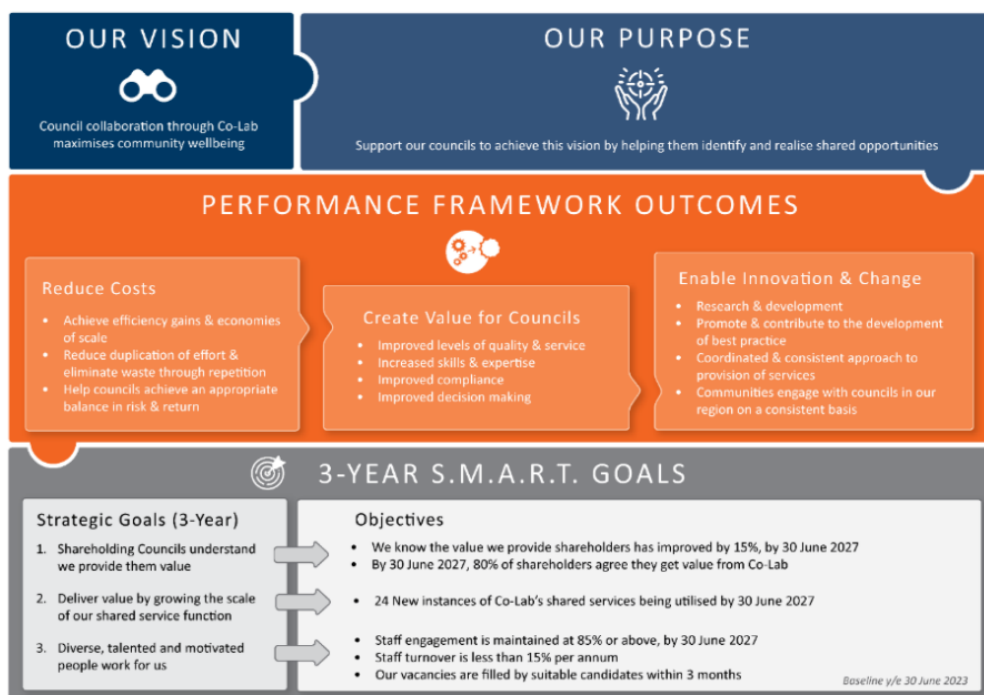 OUR VISION
Council collaboration through Co-Lab
maximises community wellbeing
OUR PURPOSE
Support our councils to achieve this vision by helping them identify and realise shared opportunities
PERFORMANCE FRAMEWORK OUTCOMES
Reduce Costs
• Achieve efficiency gains & economies
of scale
• Reduce duplication of effort &
eliminate waste through repetition
• Help councils achieve an appropriate
balance in risk & return
Create Value for Councils
• Improved levels of quality & service
• Increased skills & expertise
• Improved compliance
• Improved decision making
Enable Innovation & Change
• Research & development
• Promote & contribute to the development
of best practice
• Coordinated & consistent approach to
provision of services
• Communities engage with councils in our
region on a consistent basis
3-YEAR S.M.A.R.T. GOALS
Strategic Goals (3-Year)
1. Shareholding Councils understand
we provide them value
2. Deliver value by growing the scale
of our shared service function
3. Diverse, talented and motivated
people work for us
Objectives
• We know the value we provide shareholders has improved by 15%, by 30 June 2027
• By 30 June 2027, 80% of shareholders agree they get value from Co-Lab
• 24 New instances of Co-Lab's shared services being utilised by 30 June 2027
• Staff engagement is maintained at 85% or above, by 30 June 2027
• Staff turnover is less than 15% per annum
• Our vacancies are filled by suitable candidates within 3 months
Baseline y/e 30 June 2023